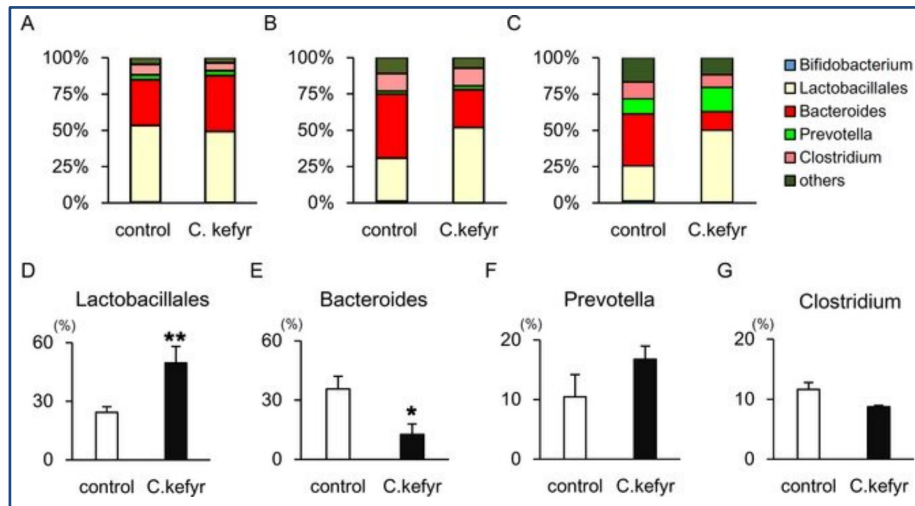 A
100%
75%
50%
25%
0%
control C. kefyr
B
100%
75%
50%
25%
0%
control C.kefyr
C
100%
75%
50%
25%
0%
control C.kefyr
Bifidobacterium
Lactobacillales
Bacteroides
Prevotella
Clostridium
others
D
Lactobacillales
(%)
60
30
0
**
control C.kefyr
E
Bacteroides
(%)
60
30
0
*
control C.kefyr
F
Prevotella
(%)
20
10
0
control C.kefyr
G
Clostridium
(%)
20
10
0
control C.kefyr